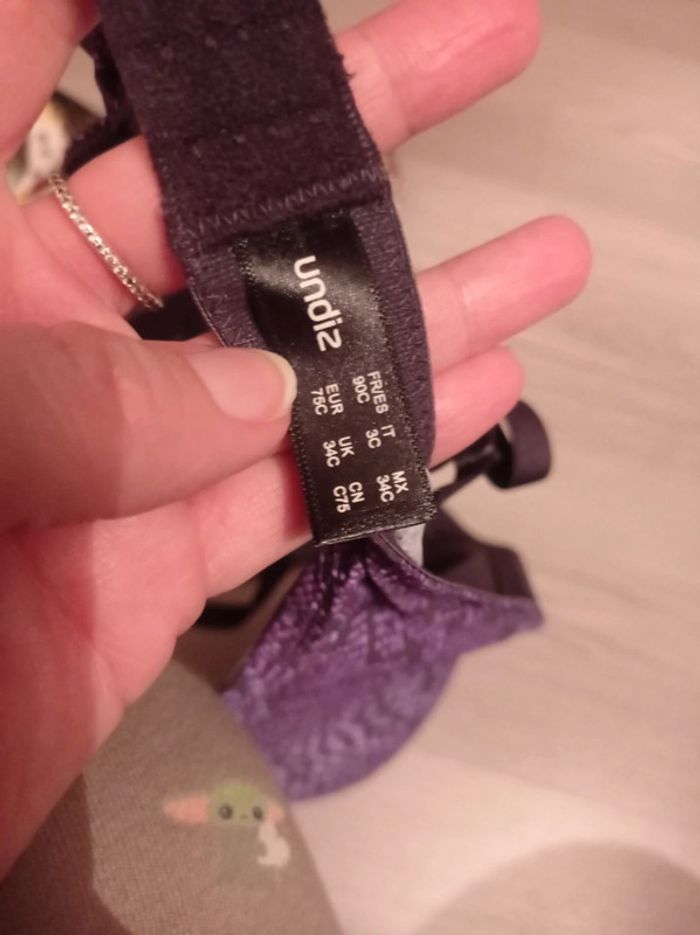 undiz
FR/ES IT MX
90C 3C 34C
EUR UK CN
75C 34C C75